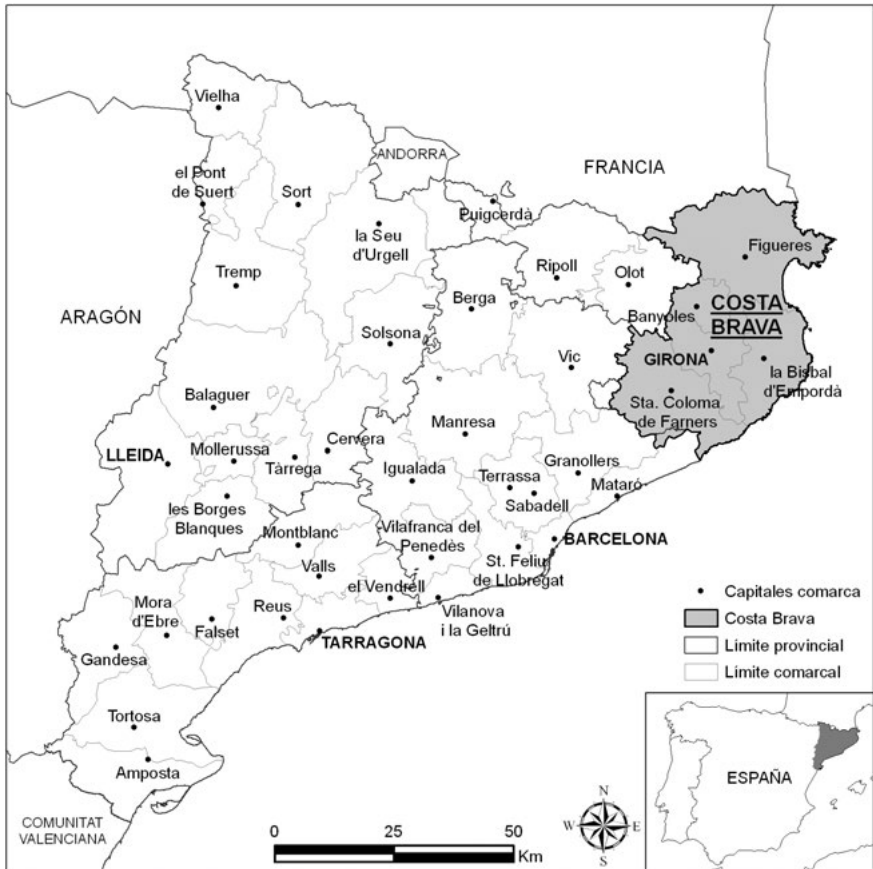 Vielha
ANDORRA
FRANCIA
el Pont
de Suert
Sort
Puigcerdà
la Seu
d'Urgell
Figueres
Tremp
Ripoll
Olot
Berga
ARAGÓN
Banyoles
COSTA
BRAVA
Solsona
Vic
GIRONA
la Bisbal
d'Empordà
Balaguer
Sta. Coloma
de Farners
Manresa
Cervera
LLEIDA
Mollerussa
Tàrrega
Igualada
Terrassa
Granollers
Sabadell
Mataró
les Borges
Blanques
Montblanc
Vilafranca del
Penedès
BARCELONA
St. Feliu
de Llobregat
Valls
el Vendrell
Vilanova
i la Geltrú
Mora
d'Ebre
Falset
Reus
TARRAGONA
Gandesa
Tortosa
Amposta
COMUNITAT
VALENCIANA
Capitales comarca
Costa Brava
Límite provincial
Límite comarcal
0 25 50
Km
N
W E
S
ESPAÑA